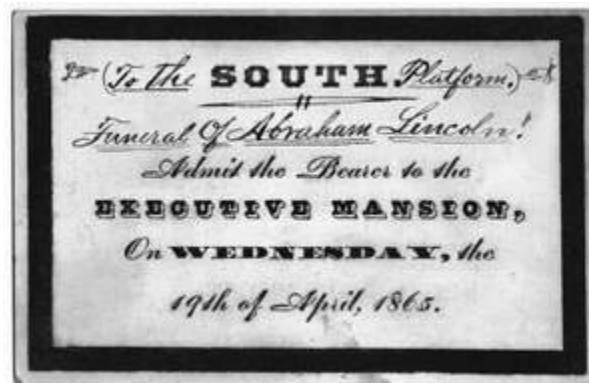 (To the SOUTH Platform.)
Funeral Of Abraham Lincoln!
Admit the Bearer to the
EXECUTIVE MANSION,
On WEDNESDAY, the
19th of April, 1865.